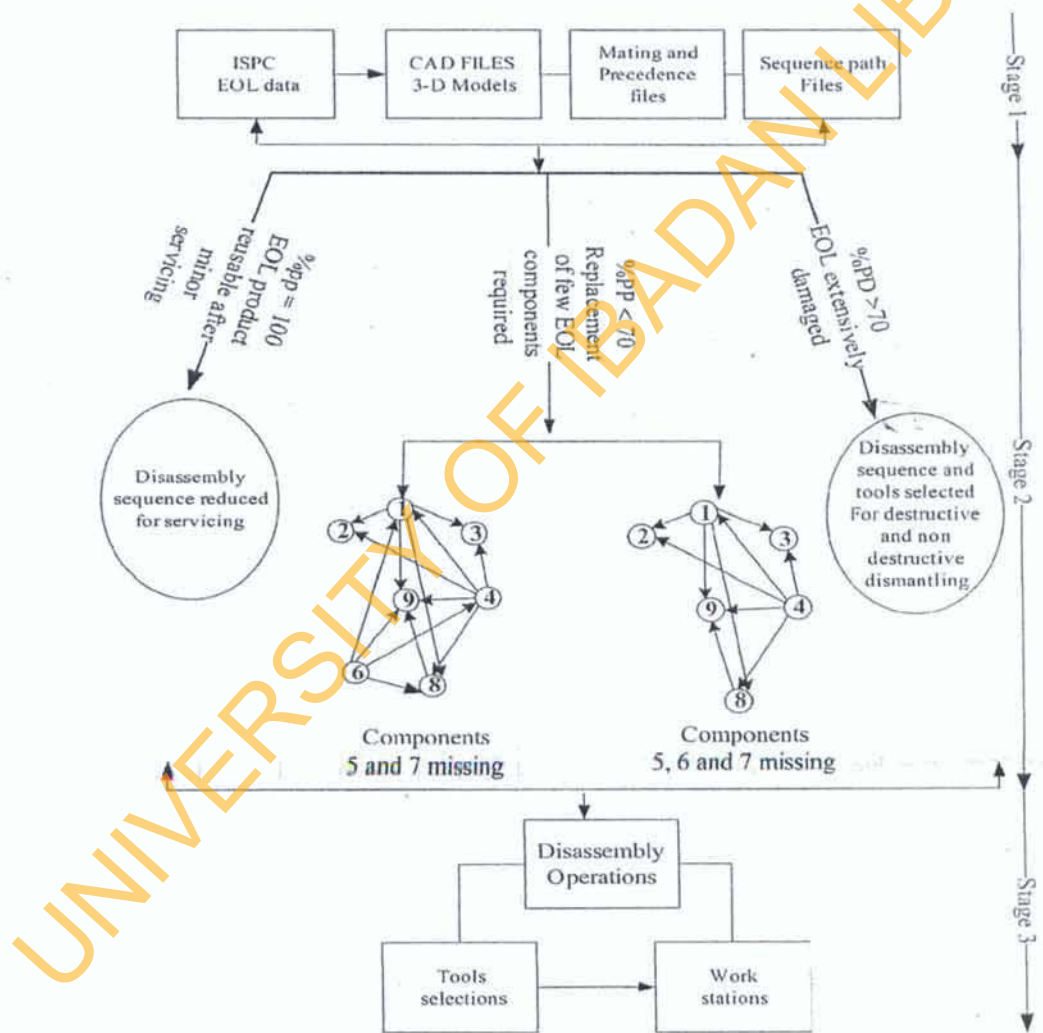 ISPC
EOL data
CAD FILES
3-D Models
Mating and
Precedence
files
Sequence path
Files
Stage 1
%pp = 100
EOL product
reusable after
minor
servicing
%PP < 70
Replacement
of few EOL
components
required
%PD >70
EOL extensively
damaged
Disassembly
sequence reduced
for servicing
1
2
3
9
4
6
8
Components
5 and 7 missing
1
2
3
9
4
8
Components
5, 6 and 7 missing
Disassembly
sequence and
tools selected
For destructive
and non
destructive
dismantling
Stage 2
Disassembly
Operations
Tools
selections
Work
stations
Stage 3
UNIVERSITY OF IBADAN LIB